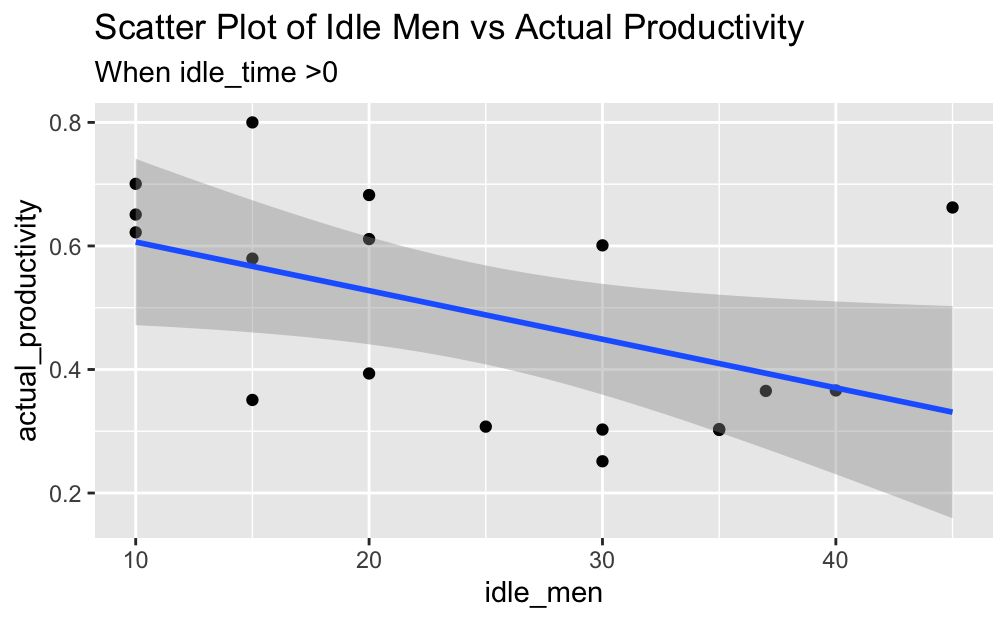 Scatter Plot of Idle Men vs Actual Productivity
When idle_time >0
actual_productivity
0.8
0.6
0.4
0.2
10 20 30 40
idle_men